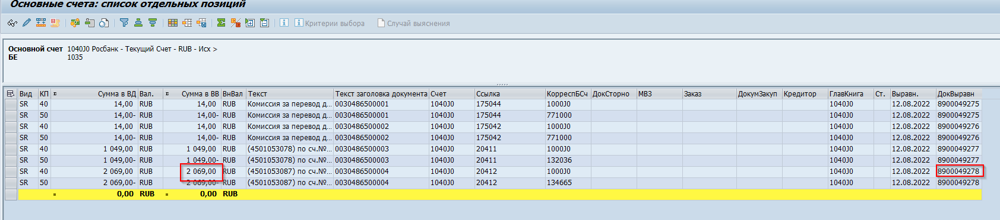 Основные счета: список отдельных позиций
Критерии выбора Случай выяснения
Основной счет 1040J0 Росбанк - Текущий Счет - RUB - Исх >
БЕ 1035
Вид КП Σ Сумма в ВД Вал. Σ Сумма в ВВ ВнВал Текст Текст заголовка документа Счет Ссылка КорреспБСч ДокСторно МВЗ Заказ ДокумЗакуп Кредитор ГлавКнига Ст. Выравн. ДокВыравн
SR 40 14,00 RUB 14,00 RUB Комиссия за перевод д... 0030486500001 1040J0 175044 1000J0 1040J0 12.08.2022 8900049275
SR 50 14,00- RUB 14,00- RUB Комиссия за перевод д... 0030486500001 1040J0 175044 771000 1040J0 12.08.2022 8900049275
SR 40 14,00 RUB 14,00 RUB Комиссия за перевод д... 0030486500002 1040J0 175042 1000J0 1040J0 12.08.2022 8900049276
SR 50 14,00- RUB 14,00- RUB Комиссия за перевод д... 0030486500002 1040J0 175042 771000 1040J0 12.08.2022 8900049276
SR 40 1 049,00 RUB 1 049,00 RUB (4501053078) по сч.№... 0030486500003 1040J0 20411 1000J0 1040J0 12.08.2022 8900049277
SR 50 1 049,00- RUB 1 049,00- RUB (4501053078) по сч.№... 0030486500003 1040J0 20411 132036 1040J0 12.08.2022 8900049277
SR 40 2 069,00 RUB 2 069,00 RUB (4501053087) по сч.№... 0030486500004 1040J0 20412 1000J0 1040J0 12.08.2022 8900049278
SR 50 2 069,00- RUB 2 069,00- RUB (4501053087) по сч.№... 0030486500004 1040J0 20412 134665 1040J0 12.08.2022 8900049278
0,00 RUB 0,00 RUB